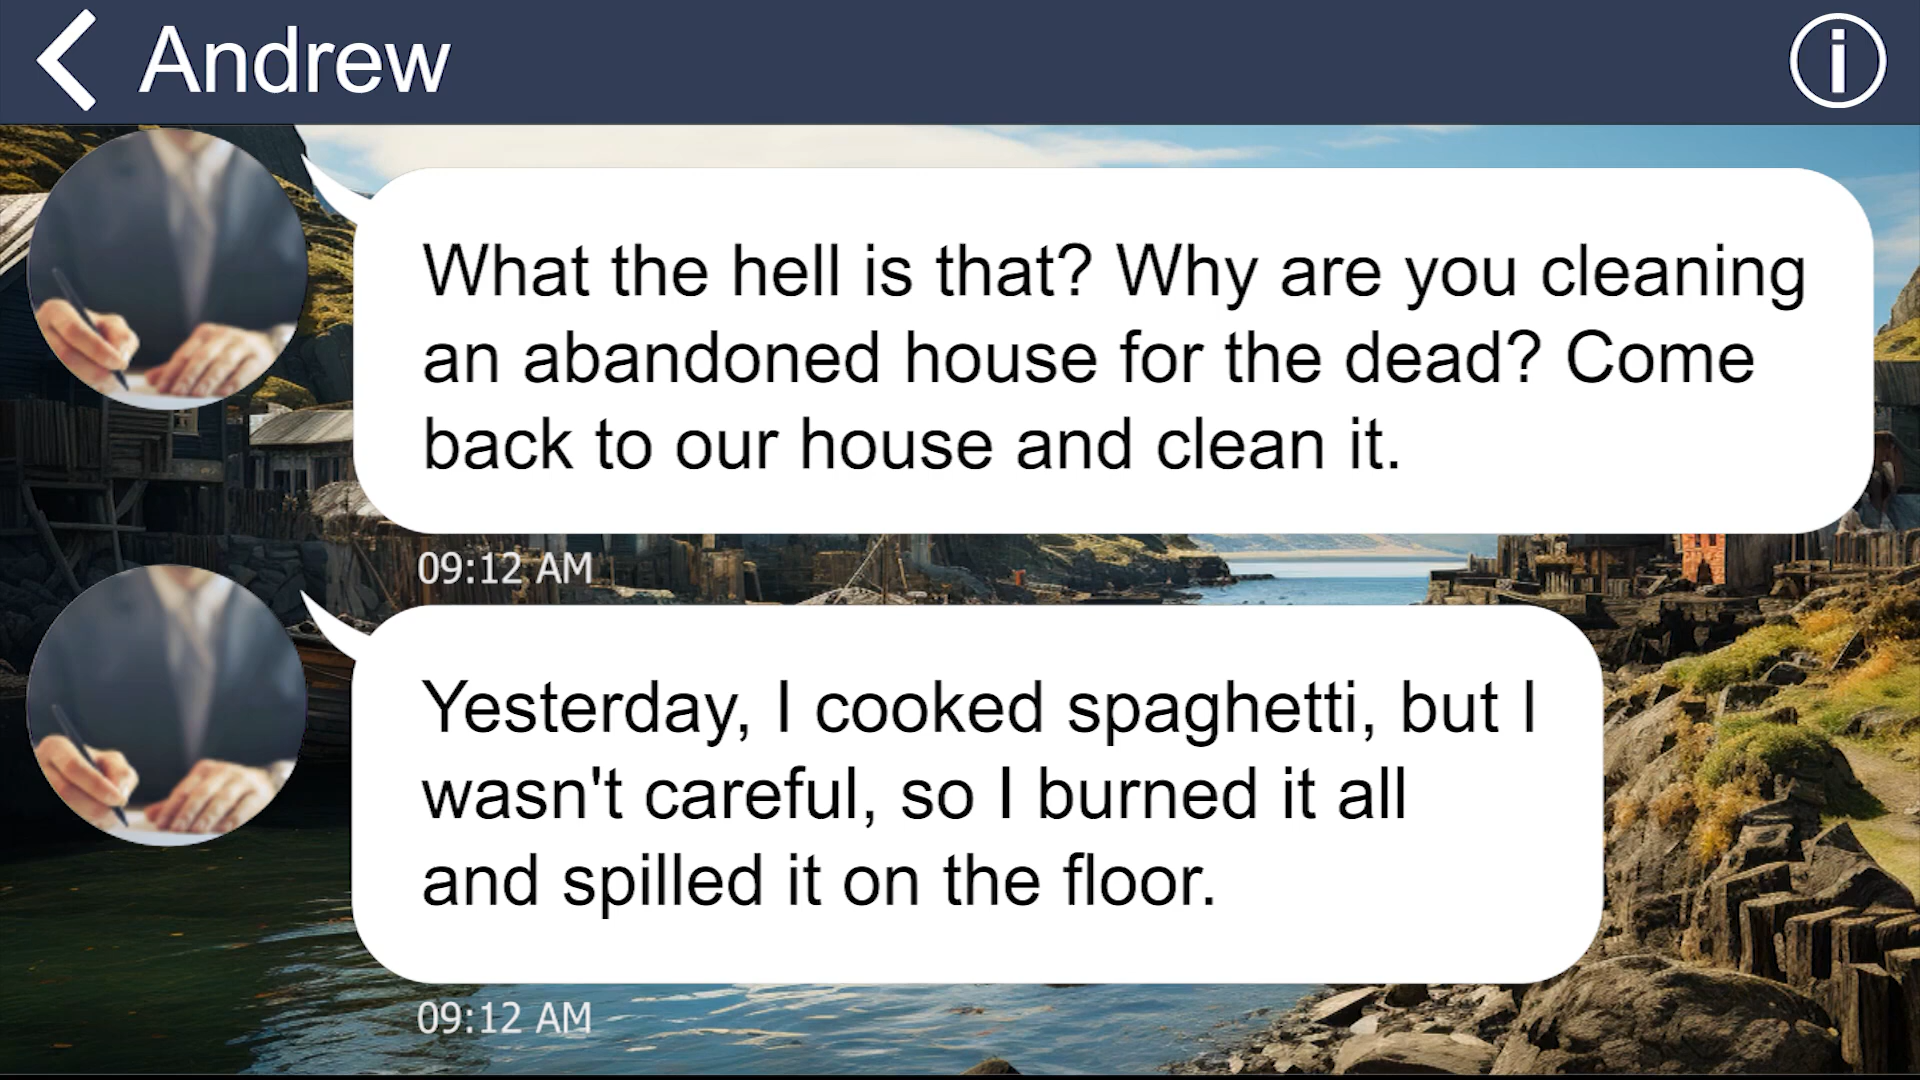 Andrew
What the hell is that? Why are you cleaning
an abandoned house for the dead? Come
back to our house and clean it.
09:12 AM
Yesterday, I cooked spaghetti, but I
wasn't careful, so I burned it all
and spilled it on the floor.
09:12 AM